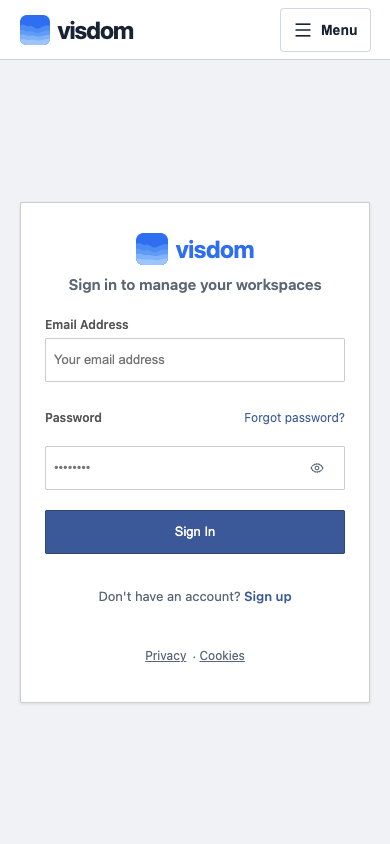 visdom
Menu
visdom
Sign in to manage your workspaces
Email Address
Your email address
Password
Forgot password?
••••••••
Sign In
Don't have an account? Sign up
Privacy · Cookies